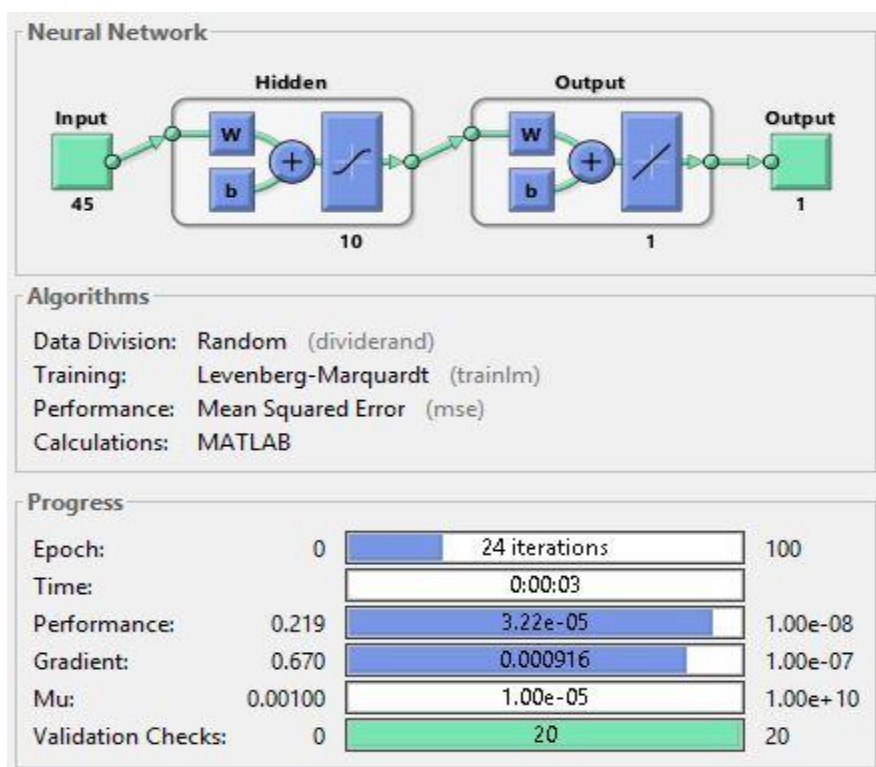 Neural Network
Hidden Output
Input Output
W W
b b
45 1
10 1
Algorithms
Data Division: Random (dividerand)
Training: Levenberg-Marquardt (trainlm)
Performance: Mean Squared Error (mse)
Calculations: MATLAB
Progress
Epoch: 0 24 iterations 100
Time: 0:00:03
Performance: 0.219 3.22e-05 1.00e-08
Gradient: 0.670 0.000916 1.00e-07
Mu: 0.00100 1.00e-05 1.00e+10
Validation Checks: 0 20 20